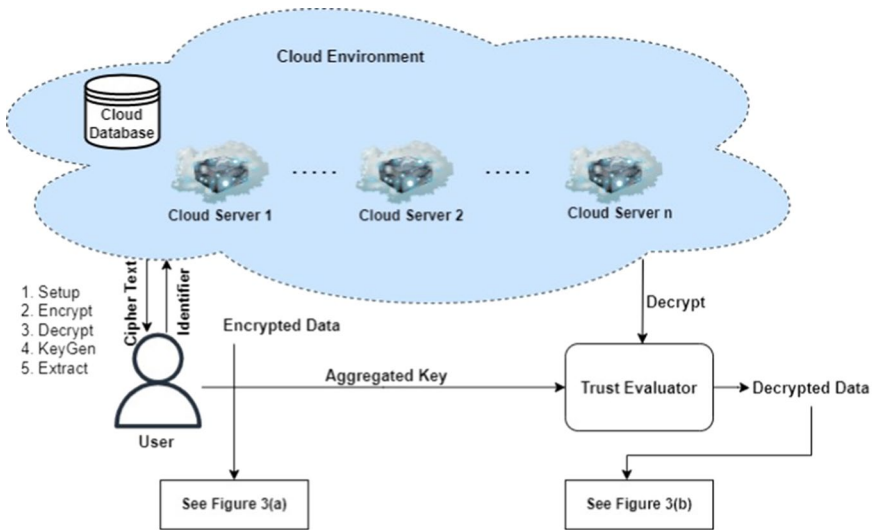 Cloud Environment
Cloud
Database
Cloud Server 1
Cloud Server 2
Cloud Server n
1. Setup
2. Encrypt
3. Decrypt
4. KeyGen
5. Extract
Cipher Text
Identifier
Encrypted Data
Decrypt
Aggregated Key
Trust Evaluator
Decrypted Data
User
See Figure 3(a)
See Figure 3(b)